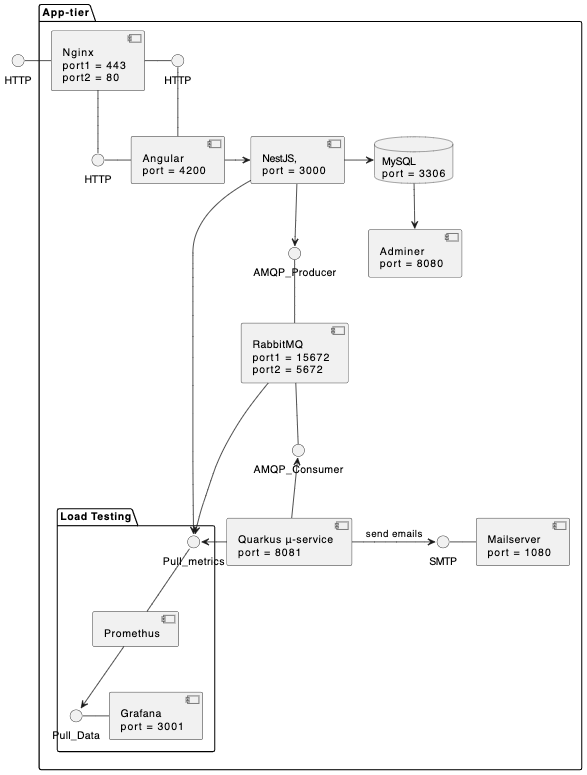 App-tier
Nginx
port1 = 443
port2 = 80
HTTP
HTTP
Angular
port = 4200
NestJS,
port = 3000
MySQL
port = 3306
HTTP
Adminer
port = 8080
AMQP_Producer
RabbitMQ
port1 = 15672
port2 = 5672
AMQP_Consumer
Load Testing
Quarkus µ-service
port = 8081
send emails
Mailserver
port = 1080
Pull_metrics
SMTP
Promethus
Grafana
port = 3001
Pull_Data